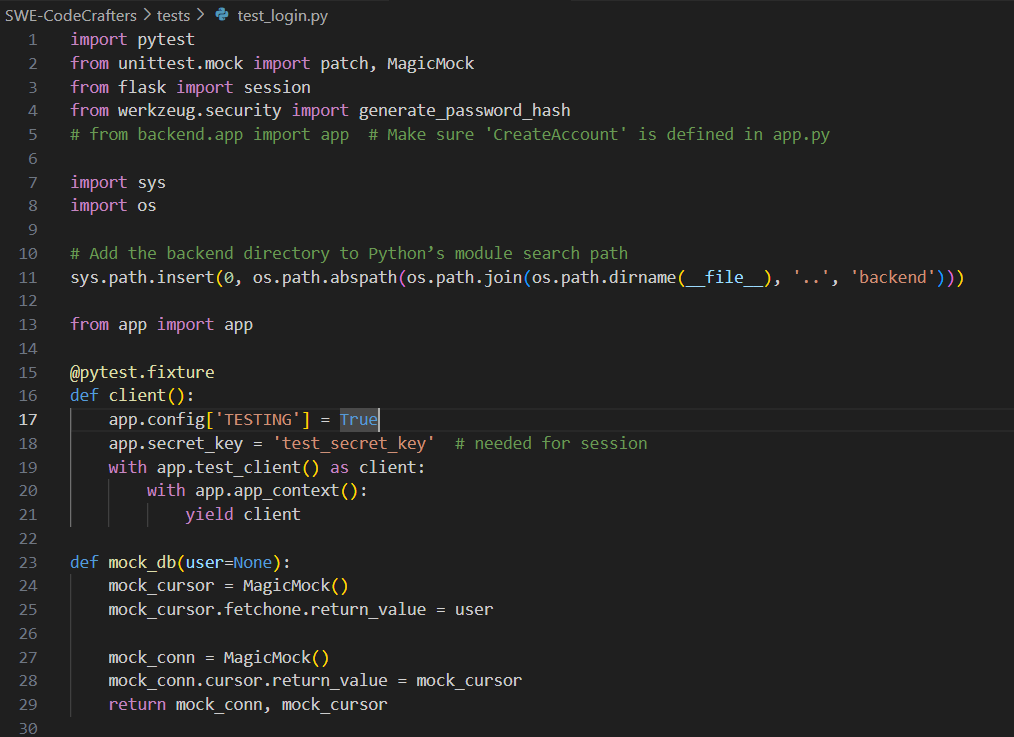 SWE-CodeCrafters > tests > test_login.py
1 import pytest
2 from unittest.mock import patch, MagicMock
3 from flask import session
4 from werkzeug.security import generate_password_hash
5 # from backend.app import app  # Make sure 'CreateAccount' is defined in app.py
6
7 import sys
8 import os
9
10 # Add the backend directory to Python’s module search path
11 sys.path.insert(0, os.path.abspath(os.path.join(os.path.dirname(__file__), '..', 'backend')))
12
13 from app import app
14
15 @pytest.fixture
16 def client():
17     app.config['TESTING'] = True
18     app.secret_key = 'test_secret_key'  # needed for session
19     with app.test_client() as client:
20         with app.app_context():
21             yield client
22
23 def mock_db(user=None):
24     mock_cursor = MagicMock()
25     mock_cursor.fetchone.return_value = user
26
27     mock_conn = MagicMock()
28     mock_conn.cursor.return_value = mock_cursor
29     return mock_conn, mock_cursor
30